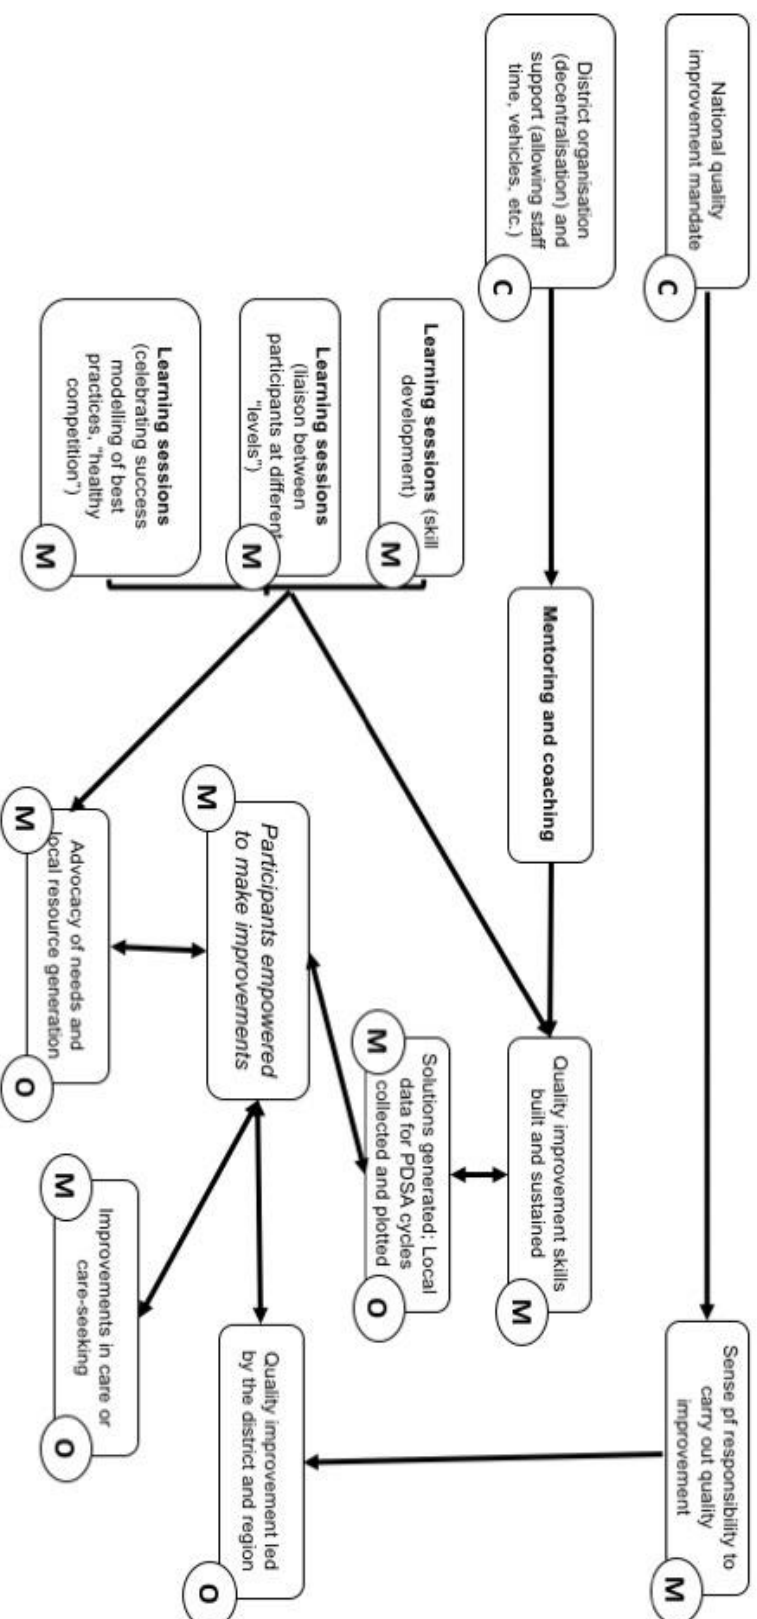 National quality
improvement mandate
C
Sense pf responsibility to
carry out quality
improvement
M
District organisation
(decentralisation) and
support (allowing staff
time, vehicles, etc.)
C
Mentoring and coaching
Quality improvement skills
built and sustained
M
Learning sessions (skill
development)
M
Solutions generated; Local
data for PDSA cycles
collected and plotted
M
O
Learning sessions
(liaison between
participants at different
"levels")
M
Participants empowered
to make improvements
M
Quality improvement led
by the district and region
O
Learning sessions
(celebrating success
modelling of best
practices, "healthy
competition")
M
Advocacy of needs and
local resource generation
M
O
Improvements in care or
care-seeking
M
O